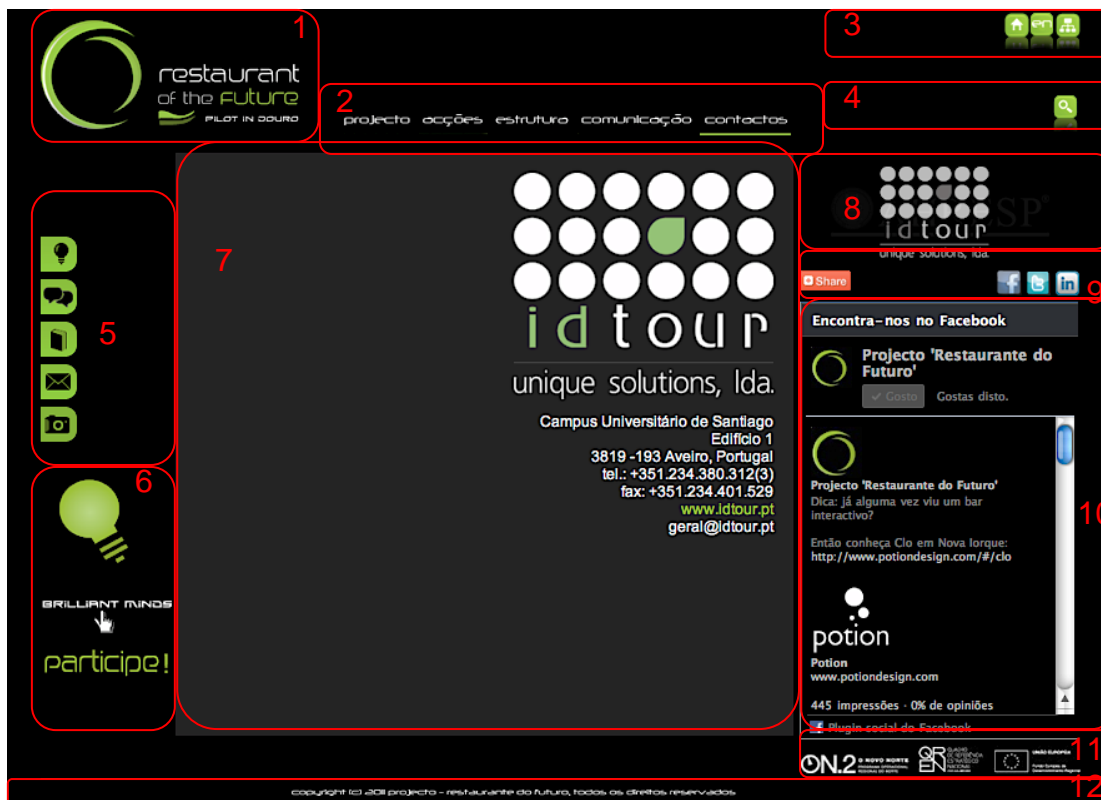 1
restaurant
of the future
PILOT IN DOURO
2
projecto acções estrutura comunicação contactos
3
en
4
5
6
BRILLIANT MINDS
participe!
7
idtour
unique solutions, lda.
Campus Universitário de Santiago
Edifício 1
3819 -193 Aveiro, Portugal
tel.: +351.234.380.312(3)
fax: +351.234.401.529
www.idtour.pt
geral@idtour.pt
8
SP®
idtour
unique solutions, lda.
9
Share
f t in
10
Encontra-nos no Facebook
Projecto 'Restaurante do
Futuro'
Gosto Gostas disto.
Projecto 'Restaurante do Futuro'
Dica: já alguma vez viu um bar
interactivo?
Então conheça Clo em Nova Iorque:
http://www.potiondesign.com/#/clo
potion
Potion
www.potiondesign.com
445 impressões · 0% de opiniões
f Plugin social do Facebook
11
ON.2 O NOVO NORTE
QREN
UNIÃO EUROPEIA
12
copyright (c) 2011 projecto - restaurante do futuro, todos os direitos reservados